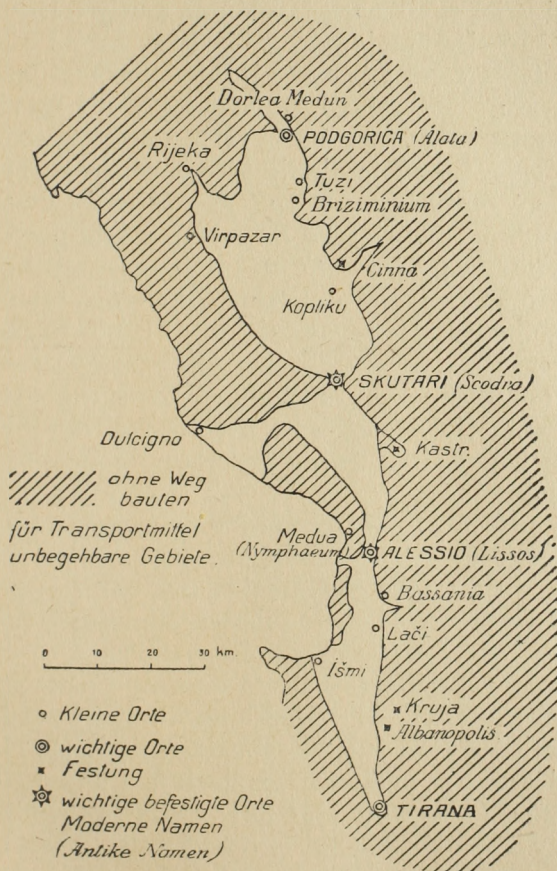 Dorlea Medun
PODGORICA (Alata)
Rijeka
Tuzi
Briziminium
Virpazar
Cinna
Kopliku
SKUTARI (Scodra)
Dulcigno
Kastr.
ohne Weg
bauten
für Transportmittel
unbegehbare Gebiete.
Medua
(Nymphaeum)
ALESSIO (Lissos)
Bassania
Lači
Išmi
0 10 20 30 km.
Kruja
Albanopolis
Kleine Orte
wichtige Orte
Festung
wichtige befestigte Orte
Moderne Namen
(Antike Namen)
TIRANA